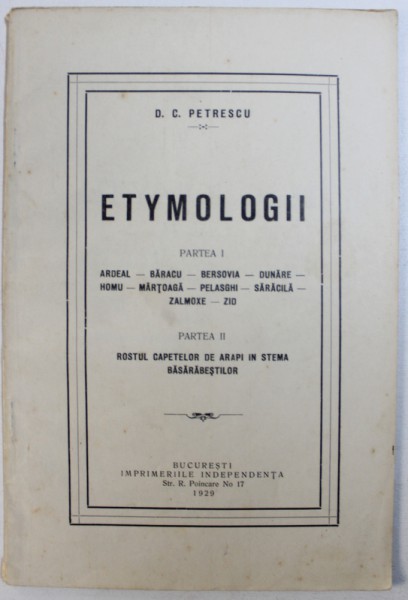 D. C. PETRESCU
ETYMOLOGII
PARTEA I
ARDEAL — BĂRACU — BERSOVIA — DUNĂRE —
HOMU — MÂRȚOAGĂ — PELASGHI — SĂRĂCILĂ —
ZALMOXE — ZID
PARTEA II
ROSTUL CAPETELOR DE ARAPI IN STEMA
BĂSĂRĂBEȘTILOR
BUCUREȘTI
IMPRIMERIILE INDEPENDENȚA
Str. R. Poincare No 17
1929